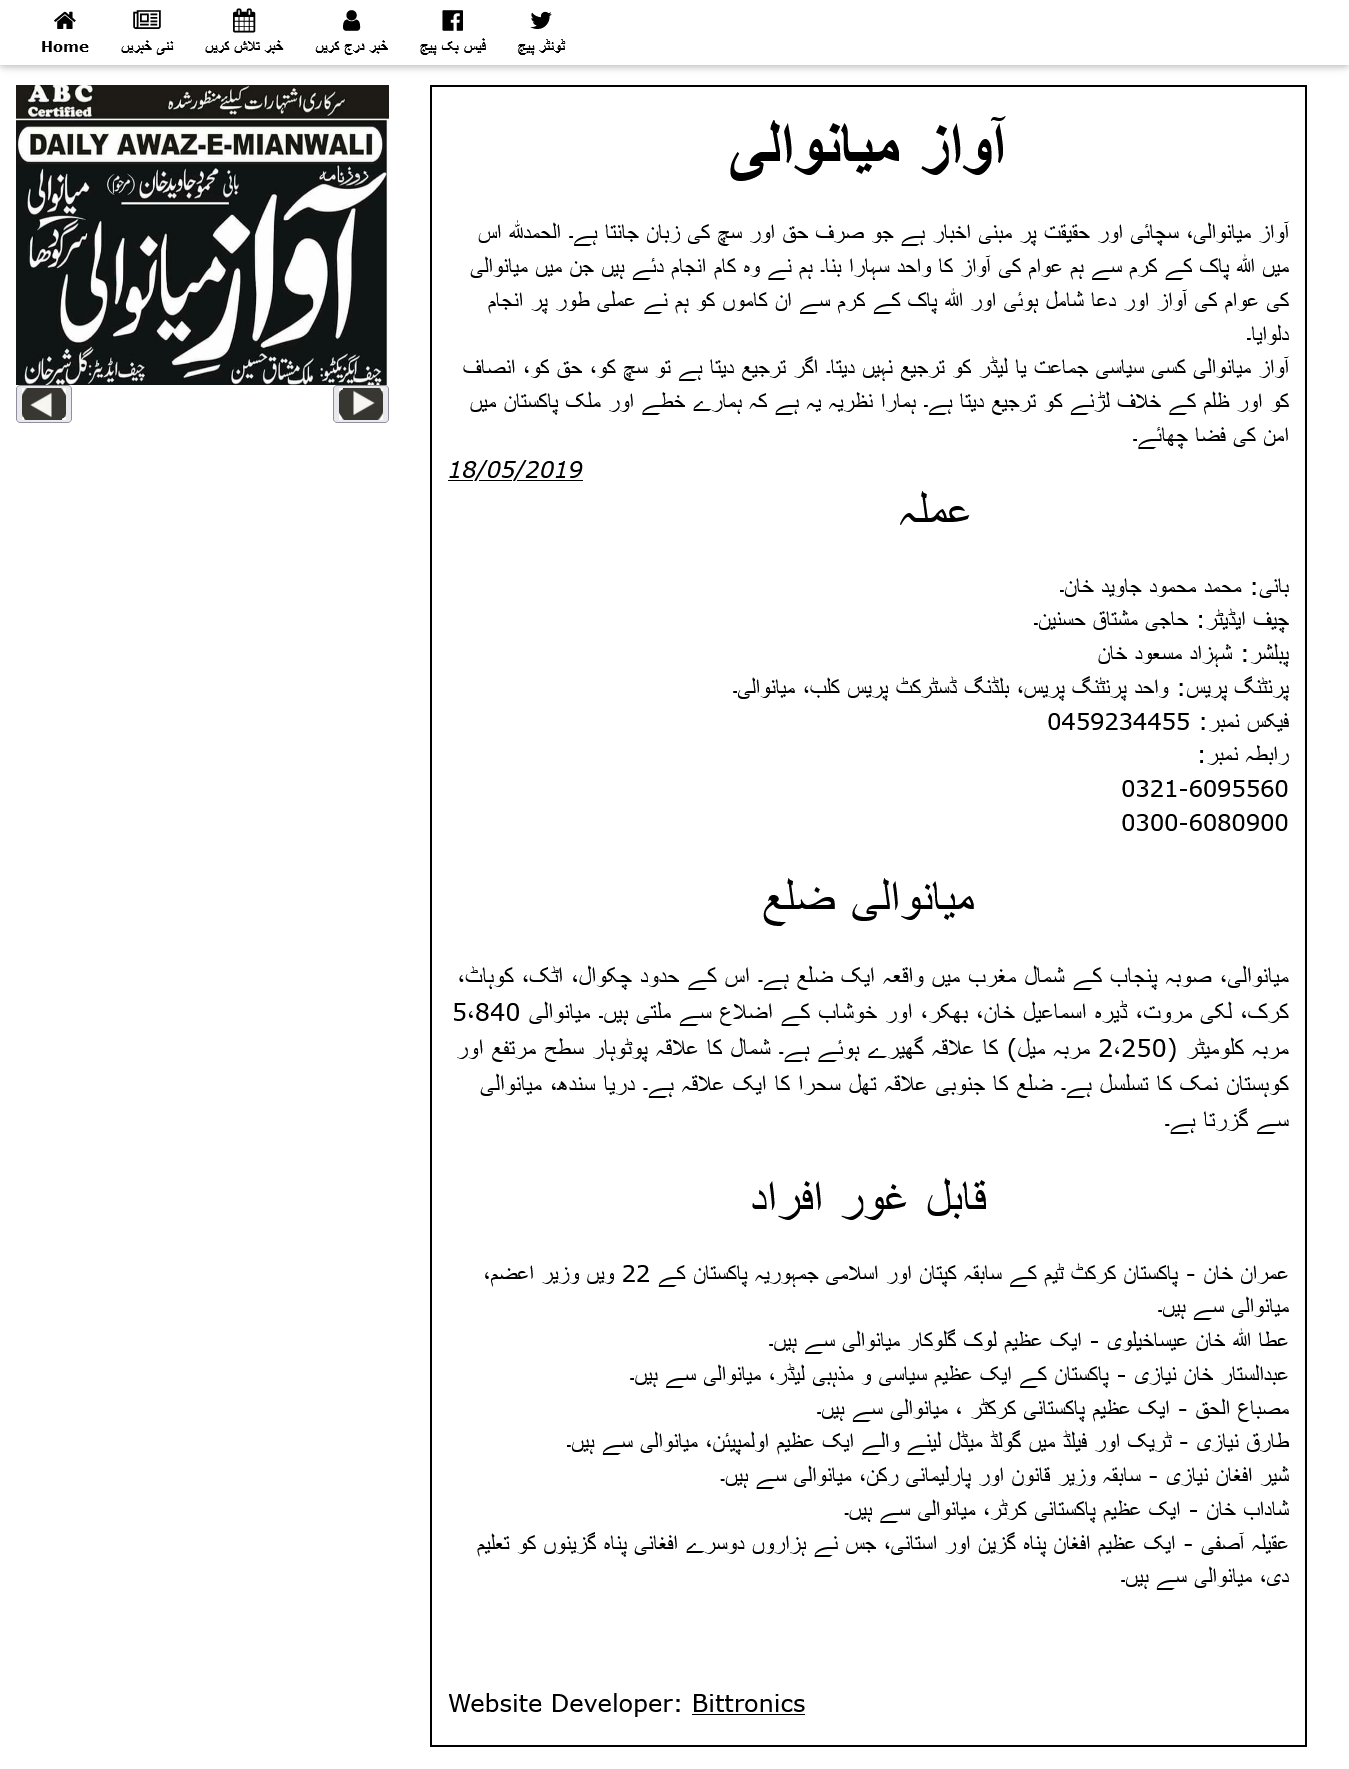 Home
نئی خبریں
خبر تلاش کریں
خبر درج کریں
فیس بک پیج
ٹوئٹر پیج
ABC
Certified
سرکاری اشتہارات کیلئے منظور شدہ
DAILY AWAZ-E-MIANWALI
روزنامہ
بانی محمود جاوید خان (مرحوم)
میانوالی
سرگودھا
آوازِ میانوالی
چیف ایگزیکٹیو: ملک مشتاق حسین
چیف ایڈیٹر: گل شیر خان
آواز میانوالی
آواز میانوالی، سچائی اور حقیقت پر مبنی اخبار ہے جو صرف حق اور سچ کی زبان جانتا ہے۔ الحمدللہ اس
میں اللہ پاک کے کرم سے ہم عوام کی آواز کا واحد سہارا بنا۔ ہم نے وہ کام انجام دئے ہیں جن میں میانوالی
کی عوام کی آواز اور دعا شامل ہوئی اور اللہ پاک کے کرم سے ان کاموں کو ہم نے عملی طور پر انجام
دلوایا۔
آواز میانوالی کسی سیاسی جماعت یا لیڈر کو ترجیع نہیں دیتا۔ اگر ترجیع دیتا ہے تو سچ کو، حق کو، انصاف
کو اور ظلم کے خلاف لڑنے کو ترجیع دیتا ہے۔ ہمارا نظریہ یہ ہے کہ ہمارے خطے اور ملک پاکستان میں
امن کی فضا چھائے۔
18/05/2019
عملہ
بانی: محمد محمود جاوید خان۔
چیف ایڈیٹر: حاجی مشتاق حسنین۔
پبلشر: شہزاد مسعود خان
پرنٹنگ پریس: واحد پرنٹنگ پریس، بلڈنگ ڈسٹرکٹ پریس کلب، میانوالی۔
فیکس نمبر: 0459234455
رابطہ نمبر:
0321-6095560
0300-6080900
میانوالی ضلع
میانوالی، صوبہ پنجاب کے شمال مغرب میں واقعہ ایک ضلع ہے۔ اس کے حدود چکوال، اٹک، کوہاٹ،
کرک، لکی مروت، ڈیرہ اسماعیل خان، بھکر، اور خوشاب کے اضلاع سے ملتی ہیں۔ میانوالی 5،840
مربہ کلومیٹر (2،250 مربہ میل) کا علاقہ گھیرے ہوئے ہے۔ شمال کا علاقہ پوٹوہار سطح مرتفع اور
کوہستان نمک کا تسلسل ہے۔ ضلع کا جنوبی علاقہ تھل سحرا کا ایک علاقہ ہے۔ دریا سندھ، میانوالی
سے گزرتا ہے۔
قابل غور افراد
عمران خان - پاکستان کرکٹ ٹیم کے سابقہ کپتان اور اسلامی جمہوریہ پاکستان کے 22 ویں وزیر اعضم،
میانوالی سے ہیں۔
عطا اللہ خان عیساخیلوی - ایک عظیم لوک گلوکار میانوالی سے ہیں۔
عبدالستار خان نیازی - پاکستان کے ایک عظیم سیاسی و مذہبی لیڈر، میانوالی سے ہیں۔
مصباع الحق - ایک عظیم پاکستانی کرکٹر ، میانوالی سے ہیں۔
طارق نیازی - ٹریک اور فیلڈ میں گولڈ میڈل لینے والے ایک عظیم اولمپیئن، میانوالی سے ہیں۔
شیر افغان نیازی - سابقہ وزیر قانون اور پارلیمانی رکن، میانوالی سے ہیں۔
شاداب خان - ایک عظیم پاکستانی کرٹر، میانوالی سے ہیں۔
عقیلہ آصفی - ایک عظیم افغان پناہ گزین اور استانی، جس نے ہزاروں دوسرے افغانی پناہ گزینوں کو تعلیم
دی، میانوالی سے ہیں۔
Website Developer: Bittronics